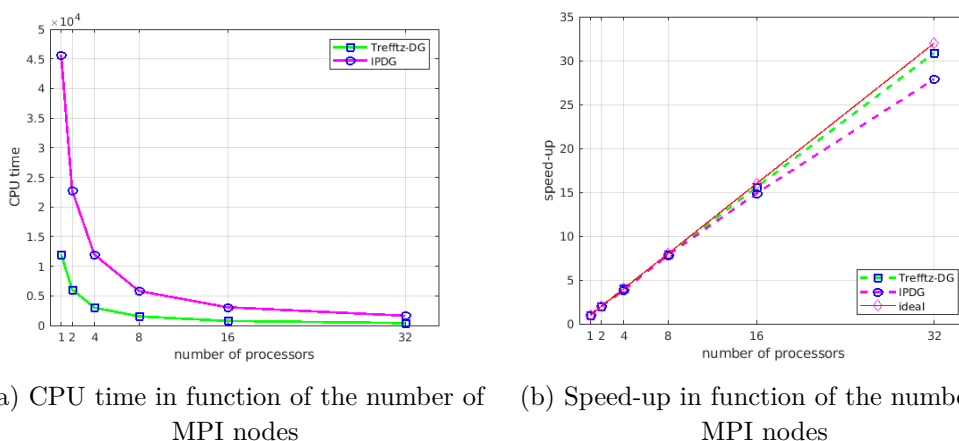 ×10⁴
5
4.5
4
3.5
3
2.5
2
1.5
1
0.5
0
CPU time
1 2 4 8 16 32
number of processors
Trefftz-DG
IPDG
35
30
25
20
15
10
5
0
speed-up
1 2 4 8 16 32
number of processors
Trefftz-DG
IPDG
ideal
a) CPU time in function of the number of
MPI nodes
(b) Speed-up in function of the numbe
MPI nodes